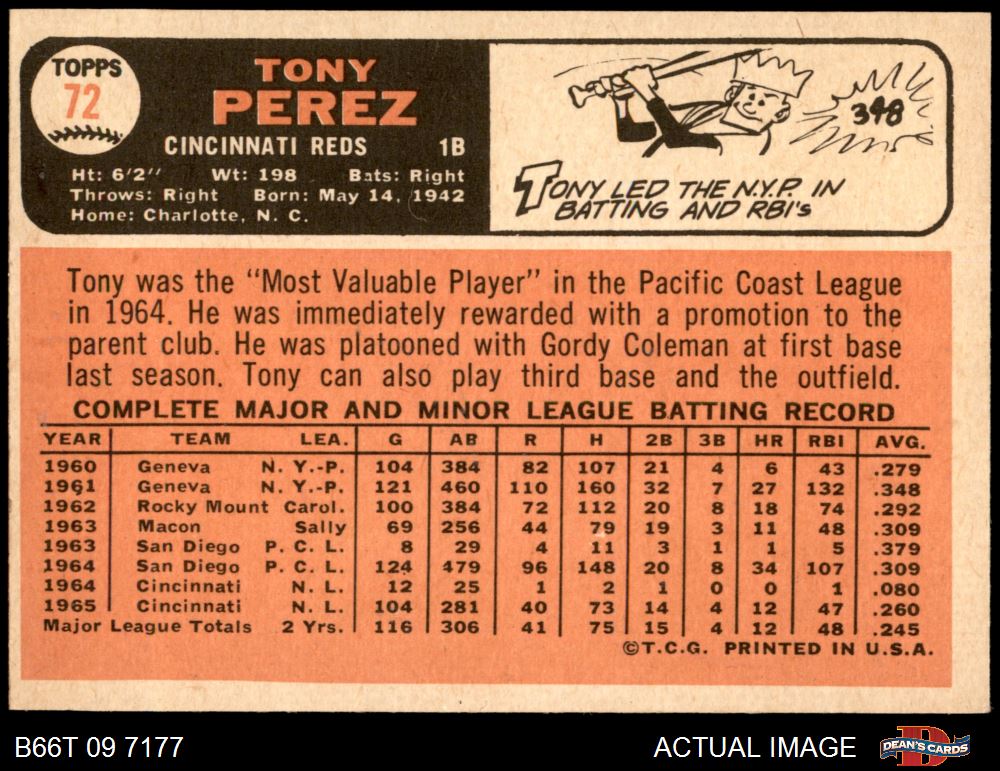 TOPPS
72
TONY
PEREZ
CINCINNATI REDS 1B
Ht: 6'2" Wt: 198 Bats: Right
Throws: Right Born: May 14, 1942
Home: Charlotte, N. C.
398
TONY LED THE N.Y.P. IN
BATTING AND RBI's
Tony was the "Most Valuable Player" in the Pacific Coast League
in 1964. He was immediately rewarded with a promotion to the
parent club. He was platooned with Gordy Coleman at first base
last season. Tony can also play third base and the outfield.
COMPLETE MAJOR AND MINOR LEAGUE BATTING RECORD
YEAR TEAM LEA. G AB R H 2B 3B HR RBI AVG.
1960 Geneva N. Y.-P. 104 384 82 107 21 4 6 43 .279
1961 Geneva N. Y.-P. 121 460 110 160 32 7 27 132 .348
1962 Rocky Mount Carol. 100 384 72 112 20 8 18 74 .292
1963 Macon Sally 69 256 44 79 19 3 11 48 .309
1963 San Diego P. C. L. 8 29 4 11 3 1 1 5 .379
1964 San Diego P. C. L. 124 479 96 148 20 8 34 107 .309
1964 Cincinnati N. L. 12 25 1 2 1 0 0 1 .080
1965 Cincinnati N. L. 104 281 40 73 14 4 12 47 .260
Major League Totals 2 Yrs. 116 306 41 75 15 4 12 48 .245
©T.C.G. PRINTED IN U.S.A.
B66T 09 7177 ACTUAL IMAGE DEAN'S CARDS